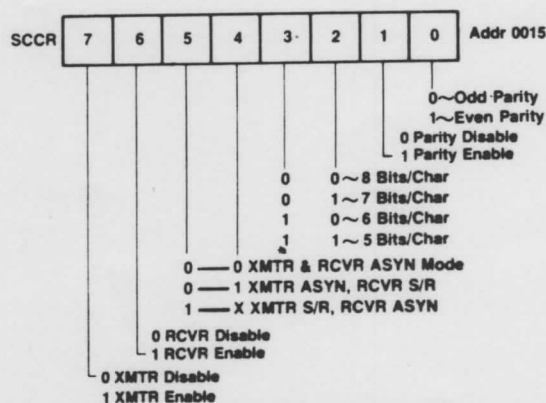 SCCR 7 6 5 4 3 2 1 0 Addr 0015
0~Odd Parity
1~Even Parity
0 Parity Disable
1 Parity Enable
0 0~8 Bits/Char
0 1~7 Bits/Char
1 0~6 Bits/Char
1 1~5 Bits/Char
0 — 0 XMTR & RCVR ASYN Mode
0 — 1 XMTR ASYN, RCVR S/R
1 — X XMTR S/R, RCVR ASYN
0 RCVR Disable
1 RCVR Enable
0 XMTR Disable
1 XMTR Enable